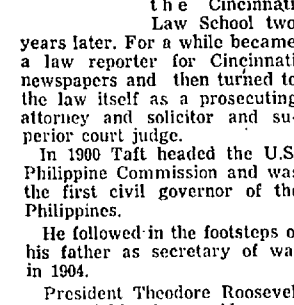 the Cincinnati
Law School two
years later. For a while became
a law reporter for Cincinnati
newspapers and then turned to
the law itself as a prosecuting
attorney and solicitor and su-
perior court judge.
In 1900 Taft headed the U.S.
Philippine Commission and was
the first civil governor of the
Philippines.
He followed in the footsteps o
his father as secretary of wa
in 1904.
President Theodore Roosevel